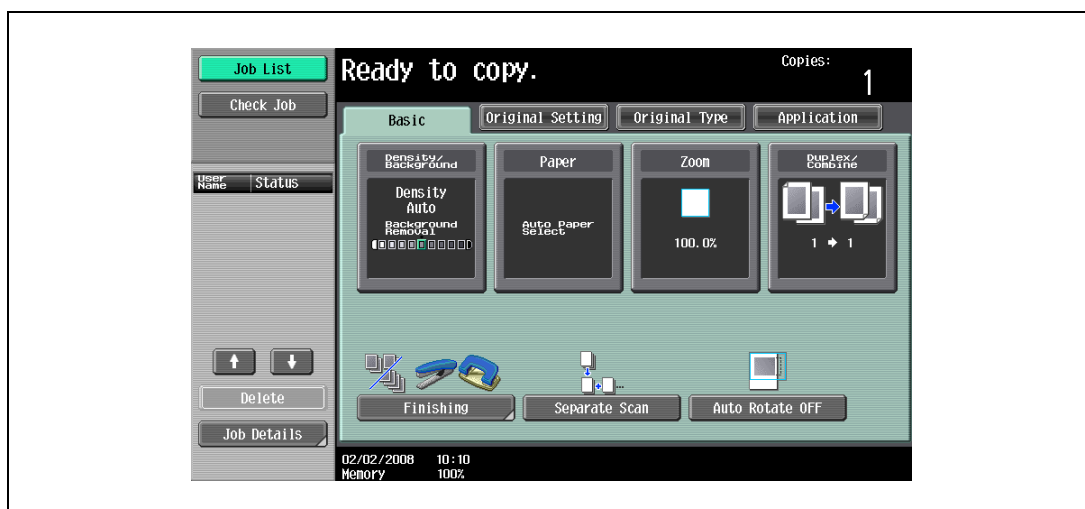 Job List
Check Job
User Name
Status
Delete
Job Details
Ready to copy.
Copies:
1
Basic
Original Setting
Original Type
Application
Density/
Background
Density
Auto
Background
Removal
Paper
Auto Paper
Select
Zoom
100.0%
Duplex/
Combine
1 → 1
Finishing
Separate Scan
Auto Rotate OFF
02/02/2008 10:10
Memory 100%